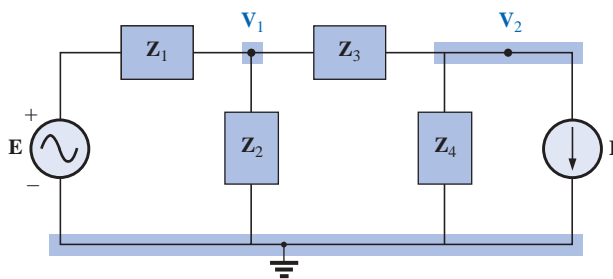 V₁ V₂
Z₁ Z₃
+
E Z₂ Z₄
−